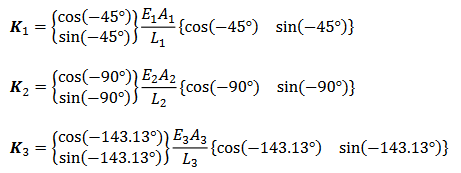 K₁ = {cos(−45°) sin(−45°)} E₁A₁/L₁ {cos(−45°) sin(−45°)}
K₂ = {cos(−90°) sin(−90°)} E₂A₂/L₂ {cos(−90°) sin(−90°)}
K₃ = {cos(−143.13°) sin(−143.13°)} E₃A₃/L₃ {cos(−143.13°) sin(−143.13°)}